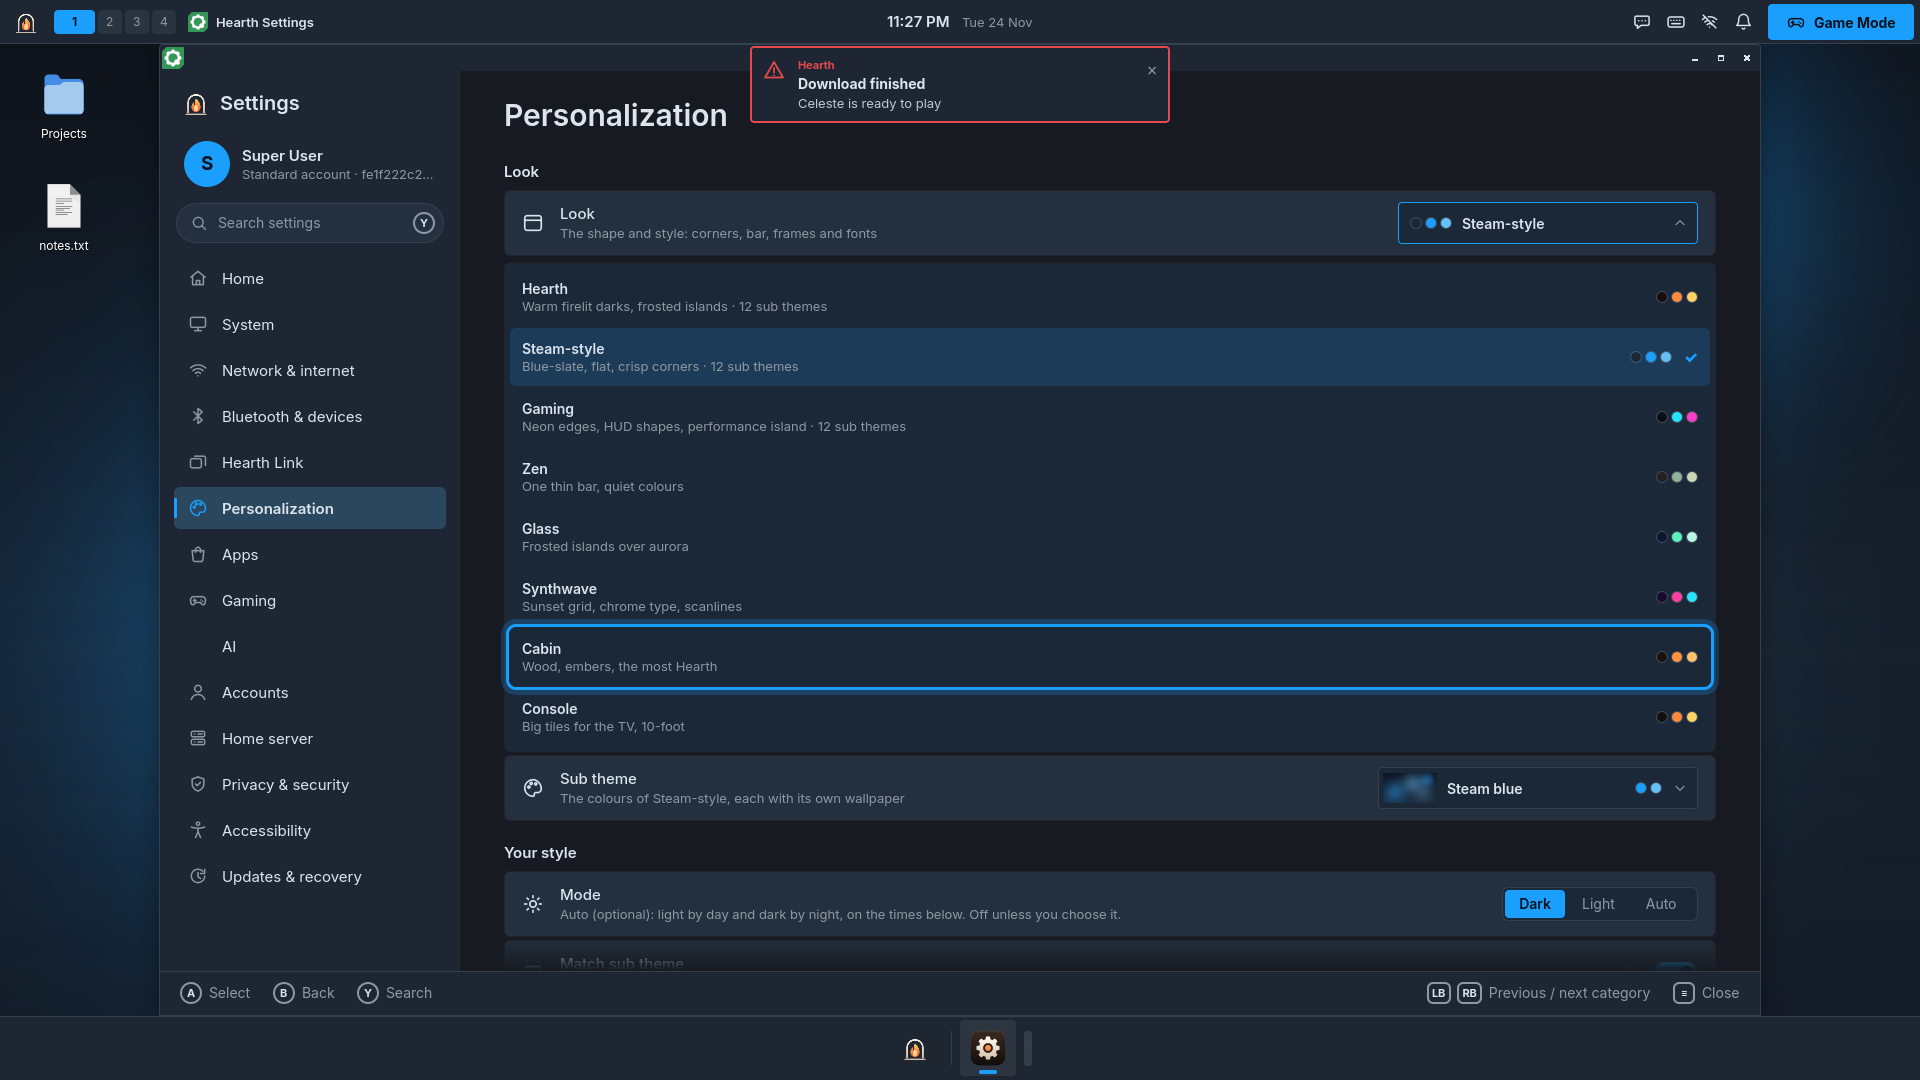 1 2 3 4 Hearth Settings 11:27 PM Tue 24 Nov Game Mode
Projects
notes.txt
Hearth
Download finished
Celeste is ready to play
Settings
S
Super User
Standard account · fe1f222c2...
Search settings Y
Home
System
Network & internet
Bluetooth & devices
Hearth Link
Personalization
Apps
Gaming
AI
Accounts
Home server
Privacy & security
Accessibility
Updates & recovery
Personalization
Look
Look
The shape and style: corners, bar, frames and fonts
Steam-style
Hearth
Warm firelit darks, frosted islands · 12 sub themes
Steam-style
Blue-slate, flat, crisp corners · 12 sub themes
Gaming
Neon edges, HUD shapes, performance island · 12 sub themes
Zen
One thin bar, quiet colours
Glass
Frosted islands over aurora
Synthwave
Sunset grid, chrome type, scanlines
Cabin
Wood, embers, the most Hearth
Console
Big tiles for the TV, 10-foot
Sub theme
The colours of Steam-style, each with its own wallpaper
Steam blue
Your style
Mode
Auto (optional): light by day and dark by night, on the times below. Off unless you choose it.
Dark Light Auto
Match sub theme
A Select B Back Y Search LB RB Previous / next category Close